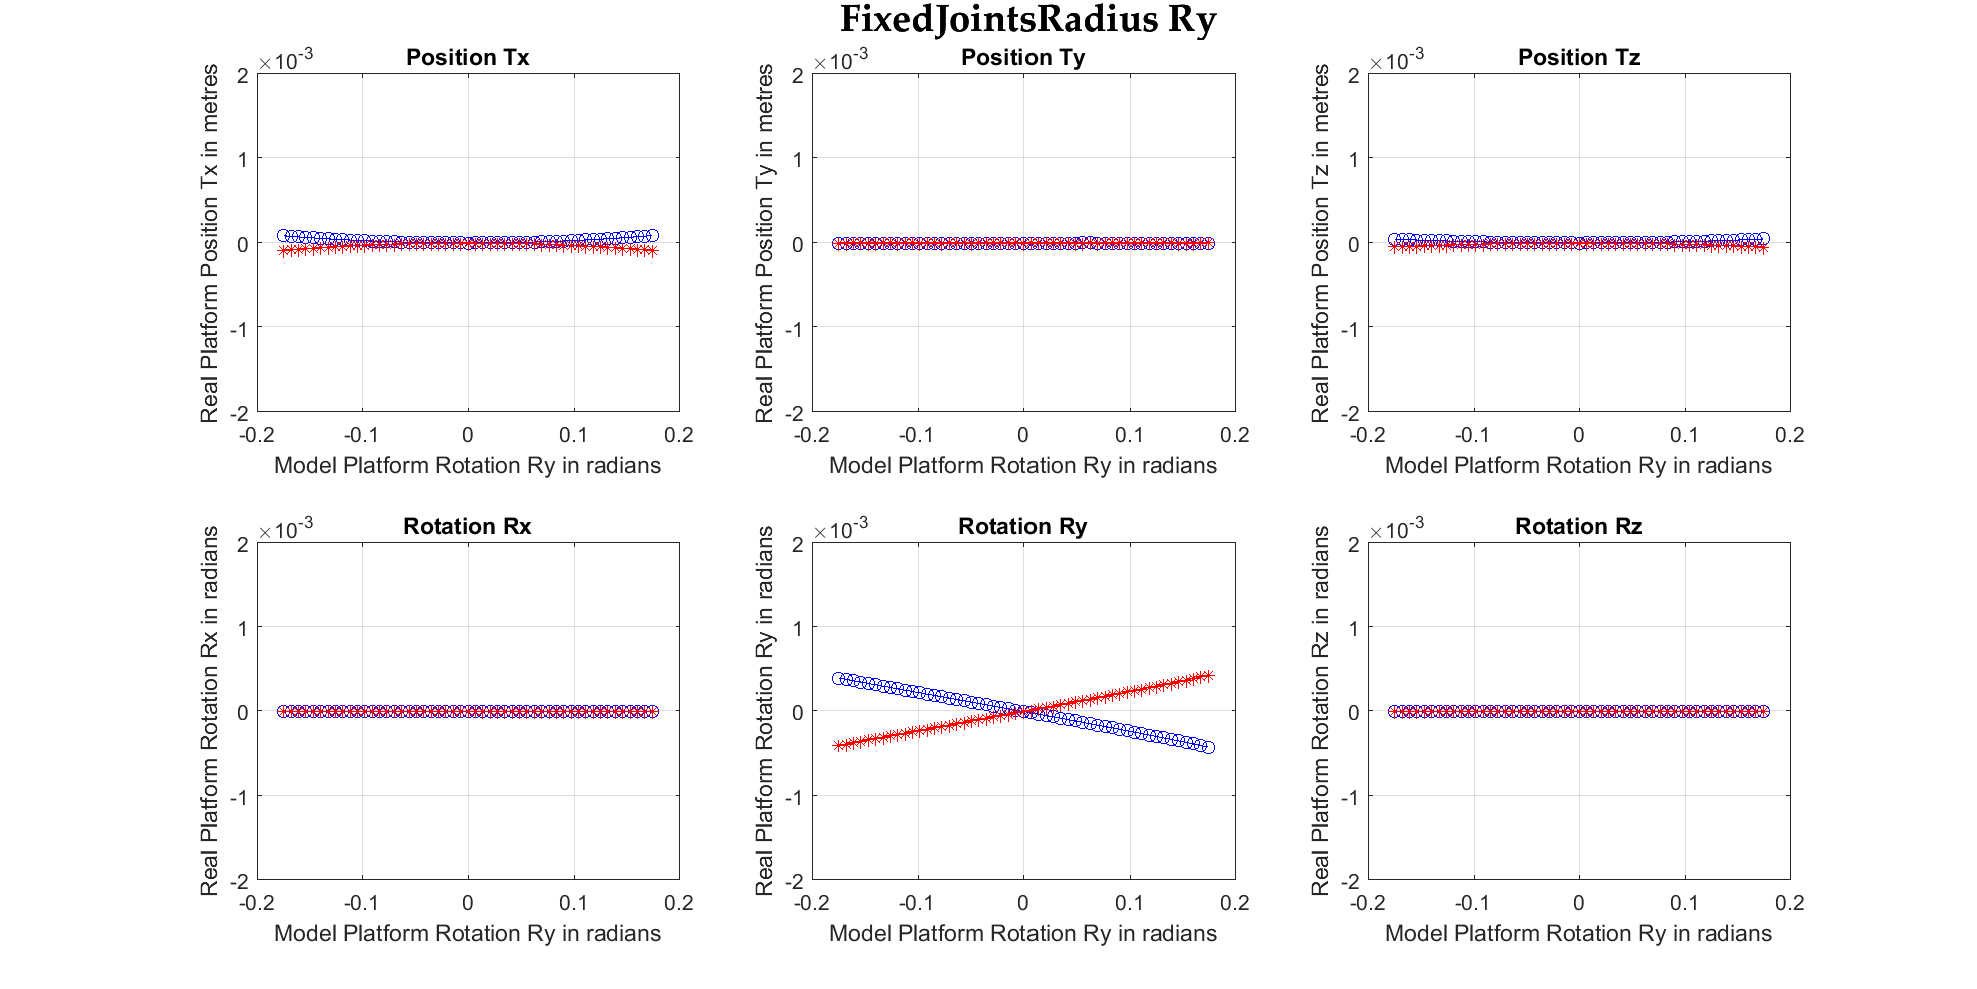 FixedJointsRadius Ry
Position Tx
×10-3
Real Platform Position Tx in metres
2
1
0
-1
-2
-0.2 -0.1 0 0.1 0.2
Model Platform Rotation Ry in radians
Position Ty
×10-3
Real Platform Position Ty in metres
2
1
0
-1
-2
-0.2 -0.1 0 0.1 0.2
Model Platform Rotation Ry in radians
Position Tz
×10-3
Real Platform Position Tz in metres
2
1
0
-1
-2
-0.2 -0.1 0 0.1 0.2
Model Platform Rotation Ry in radians
Rotation Rx
×10-3
Real Platform Rotation Rx in radians
2
1
0
-1
-2
-0.2 -0.1 0 0.1 0.2
Model Platform Rotation Ry in radians
Rotation Ry
×10-3
Real Platform Rotation Ry in radians
2
1
0
-1
-2
-0.2 -0.1 0 0.1 0.2
Model Platform Rotation Ry in radians
Rotation Rz
×10-3
Real Platform Rotation Rz in radians
2
1
0
-1
-2
-0.2 -0.1 0 0.1 0.2
Model Platform Rotation Ry in radians